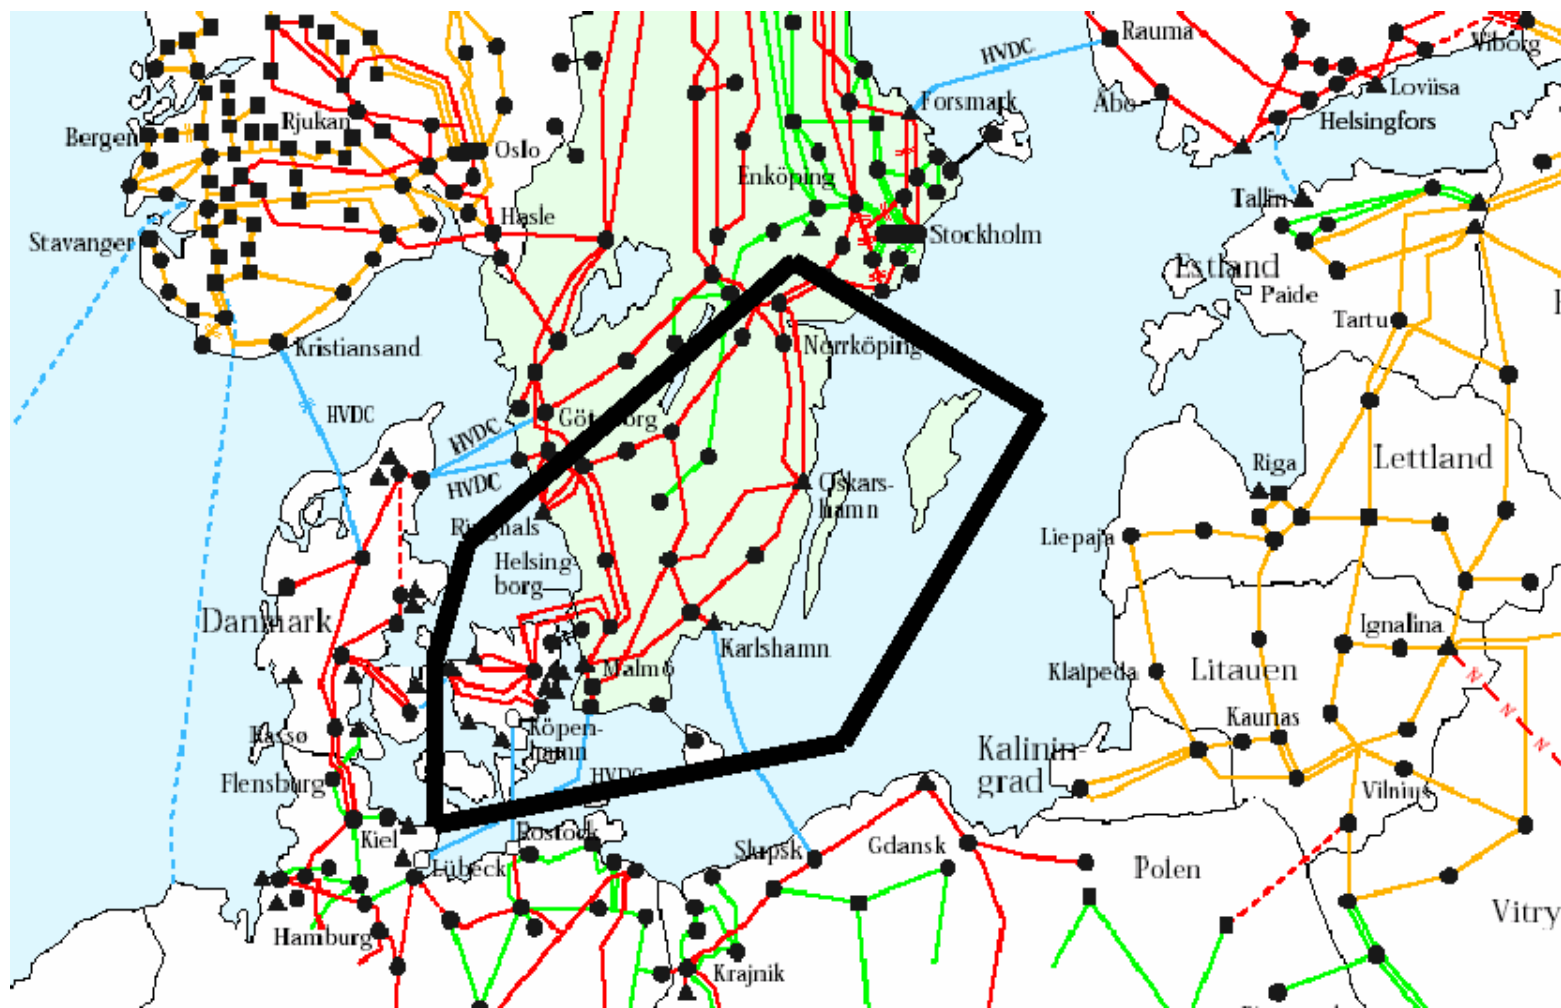 Rauma
HVDC
Viborg
Forsmark
Åbo
Loviisa
Rjukan
Helsingfors
Bergen
Oslo
Enköping
Tallin
Hasle
Stavanger
Stockholm
Estland
Paide
Tartu
Kristiansand
Norrköping
HVDC
HVDC
Göteborg
HVDC
Riga
Lettland
Oskars-
hamn
Ringhals
Liepaja
Helsing-
borg
Danmark
Ignalina
Karlshamn
Malmö
Klaipeda
Litauen
Kaunas
Köpen-
hamn
Kassø
Kalinin-
grad
HVDC
Flensburg
Vilnius
Kiel
Rostock
Slupsk
Gdansk
Lübeck
Polen
Vitry
Hamburg
Krajnik